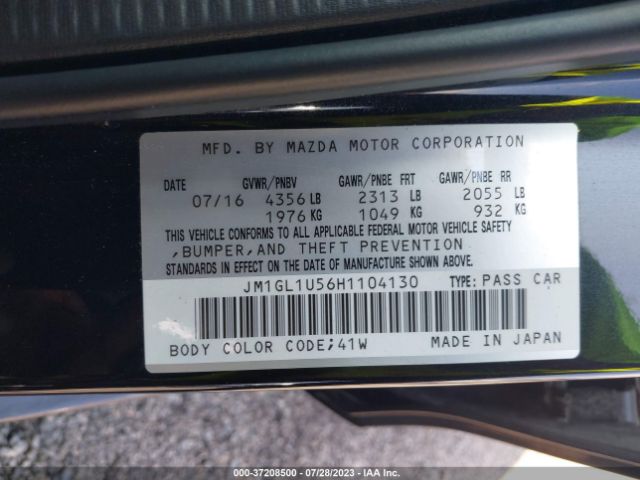 MFD. BY MAZDA MOTOR CORPORATION
DATE GVWR/PNBV GAWR/PNBE FRT GAWR/PNBE RR
07/16 4356 LB 2313 LB 2055 LB
1976 KG 1049 KG 932 KG
THIS VEHICLE CONFORMS TO ALL APPLICABLE FEDERAL MOTOR VEHICLE SAFETY
,BUMPER,AND THEFT PREVENTION
STANDARDS IN EFFECT ON THE DATE OF MANUFACTURE SHOWN ABOVE.
JM1GL1U56H1104130 TYPE: PASS CAR
BODY COLOR CODE;41W MADE IN JAPAN
000-37208500 / 07/28/2023 - IAA Inc.